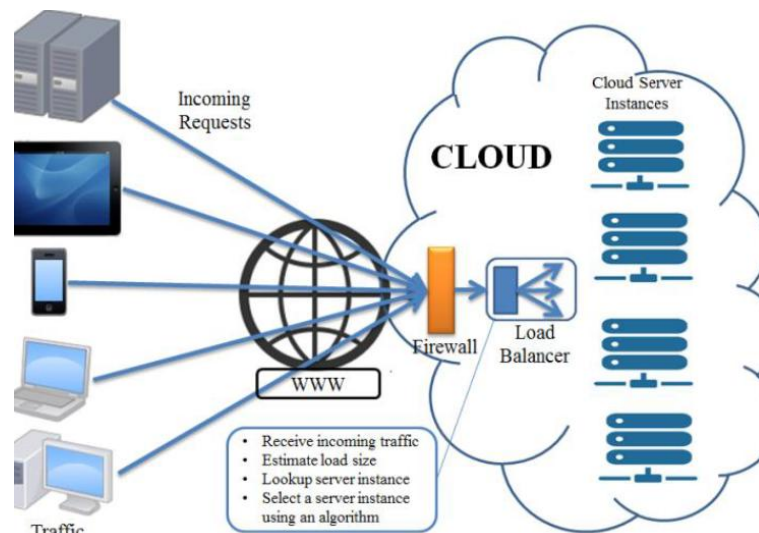 Incoming
Requests
CLOUD
Cloud Server
Instances
Firewall
Load
Balancer
WWW
• Receive incoming traffic
• Estimate load size
• Lookup server instance
• Select a server instance
using an algorithm
Traffic